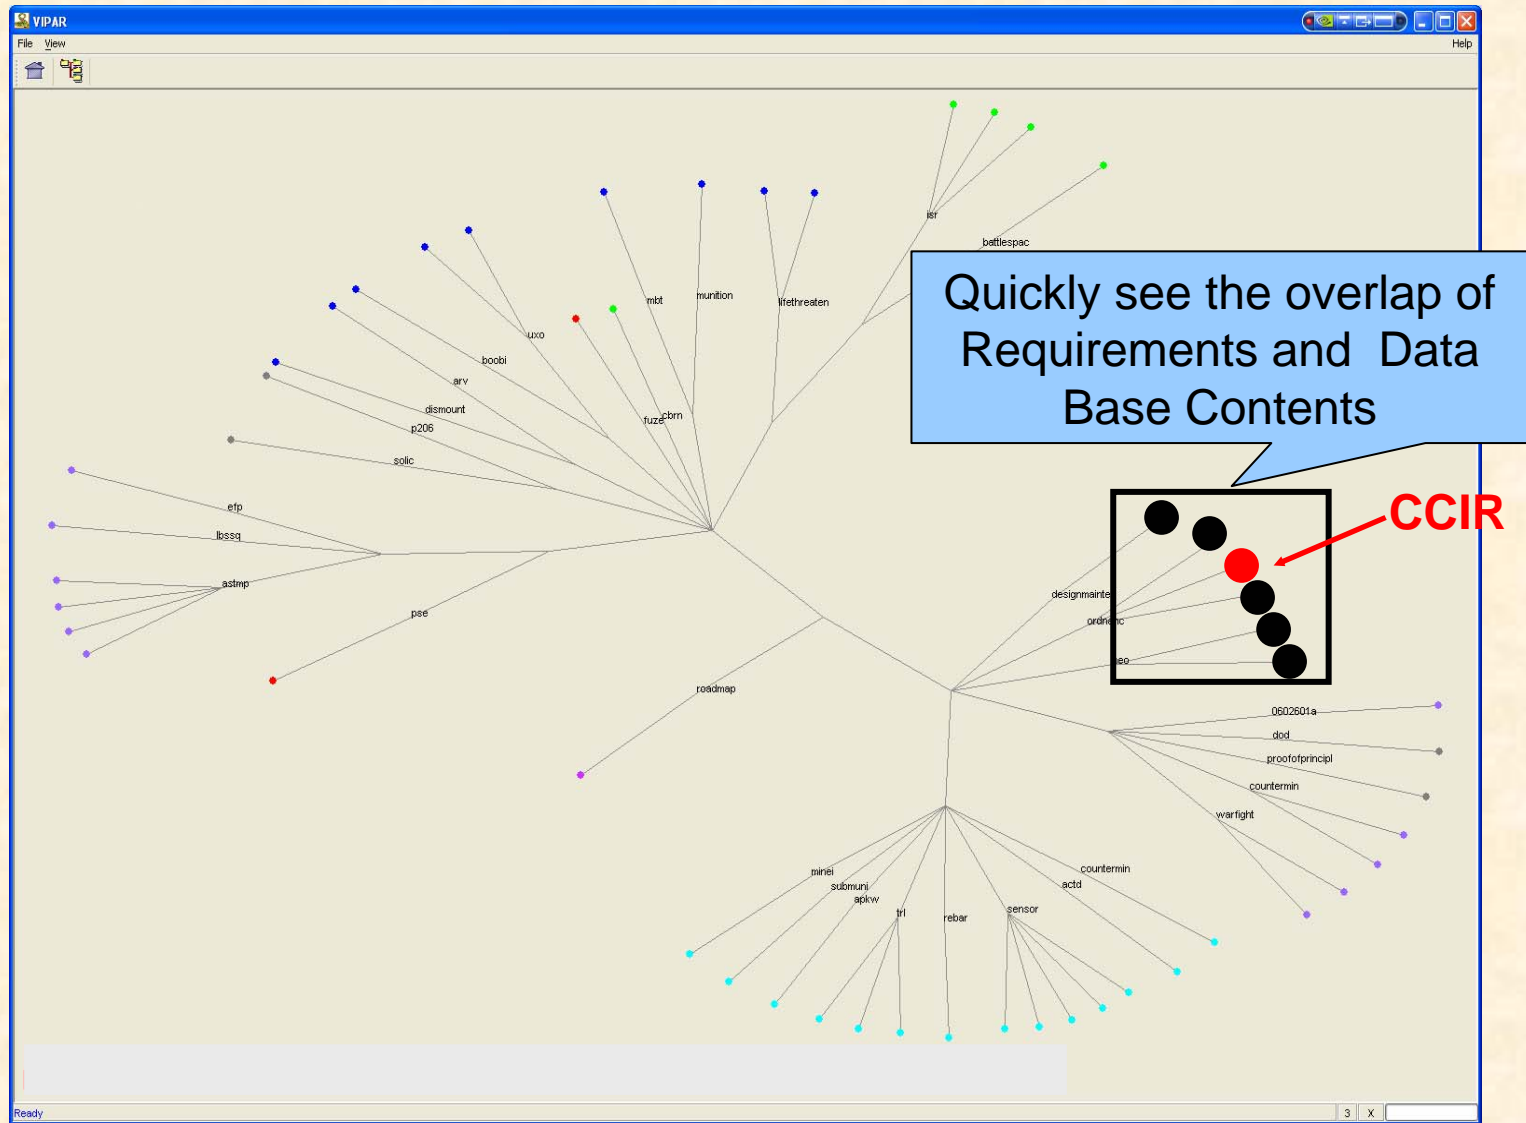 VIPAR
File View Help
isr
battlespac
Quickly see the overlap of
Requirements and Data
Base Contents
mbt
munition
lifethreaten
uxo
boobi
arv
dismount
fuze
cbrn
p206
solic
efp
lbssq
astmp
pse
CCIR
designmainte
neo
roadmap
0602601a
dod
proofofprincipl
countermin
warfight
minei
submuni
apkw
trl
rebar
sensor
actd
countermin
Ready
3 X